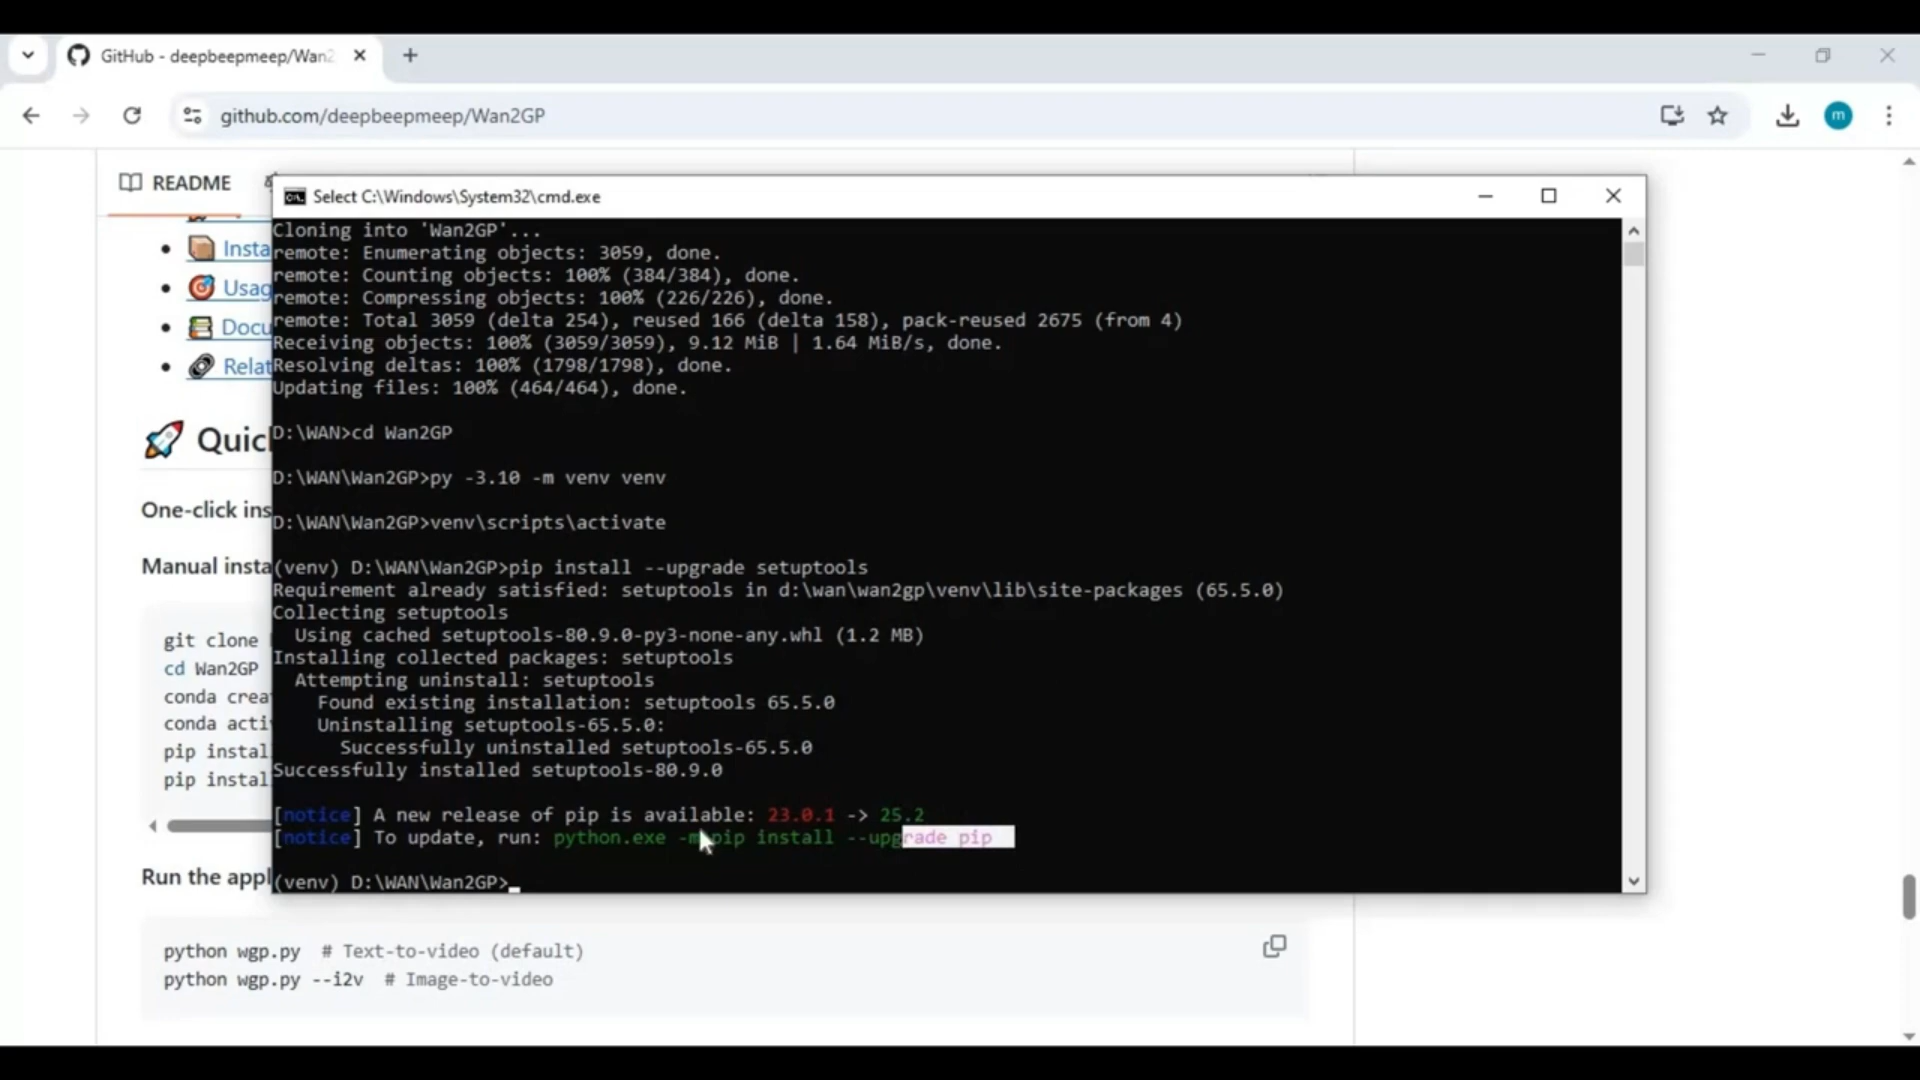 GitHub - deepbeepmeep/Wan2
github.com/deepbeepmeep/Wan2GP
m
README
Select C:\Windows\System32\cmd.exe
Cloning into 'Wan2GP'...
remote: Enumerating objects: 3059, done.
remote: Counting objects: 100% (384/384), done.
remote: Compressing objects: 100% (226/226), done.
remote: Total 3059 (delta 254), reused 166 (delta 158), pack-reused 2675 (from 4)
Receiving objects: 100% (3059/3059), 9.12 MiB | 1.64 MiB/s, done.
Resolving deltas: 100% (1798/1798), done.
Updating files: 100% (464/464), done.
D:\WAN>cd Wan2GP
D:\WAN\Wan2GP>py -3.10 -m venv venv
D:\WAN\Wan2GP>venv\scripts\activate
(venv) D:\WAN\Wan2GP>pip install --upgrade setuptools
Requirement already satisfied: setuptools in d:\wan\wan2gp\venv\lib\site-packages (65.5.0)
Collecting setuptools
Using cached setuptools-80.9.0-py3-none-any.whl (1.2 MB)
Installing collected packages: setuptools
Attempting uninstall: setuptools
Found existing installation: setuptools 65.5.0
Uninstalling setuptools-65.5.0:
Successfully uninstalled setuptools-65.5.0
Successfully installed setuptools-80.9.0
[notice] A new release of pip is available: 23.0.1 -> 25.2
[notice] To update, run: python.exe -m pip install --upgrade pip
(venv) D:\WAN\Wan2GP>
Insta
Usag
Docu
Relat
Quic
One-click ins
Manual insta
git clone
cd Wan2GP
conda crea
conda acti
pip instal
pip instal
Run the appl
python wgp.py # Text-to-video (default)
python wgp.py --i2v # Image-to-video